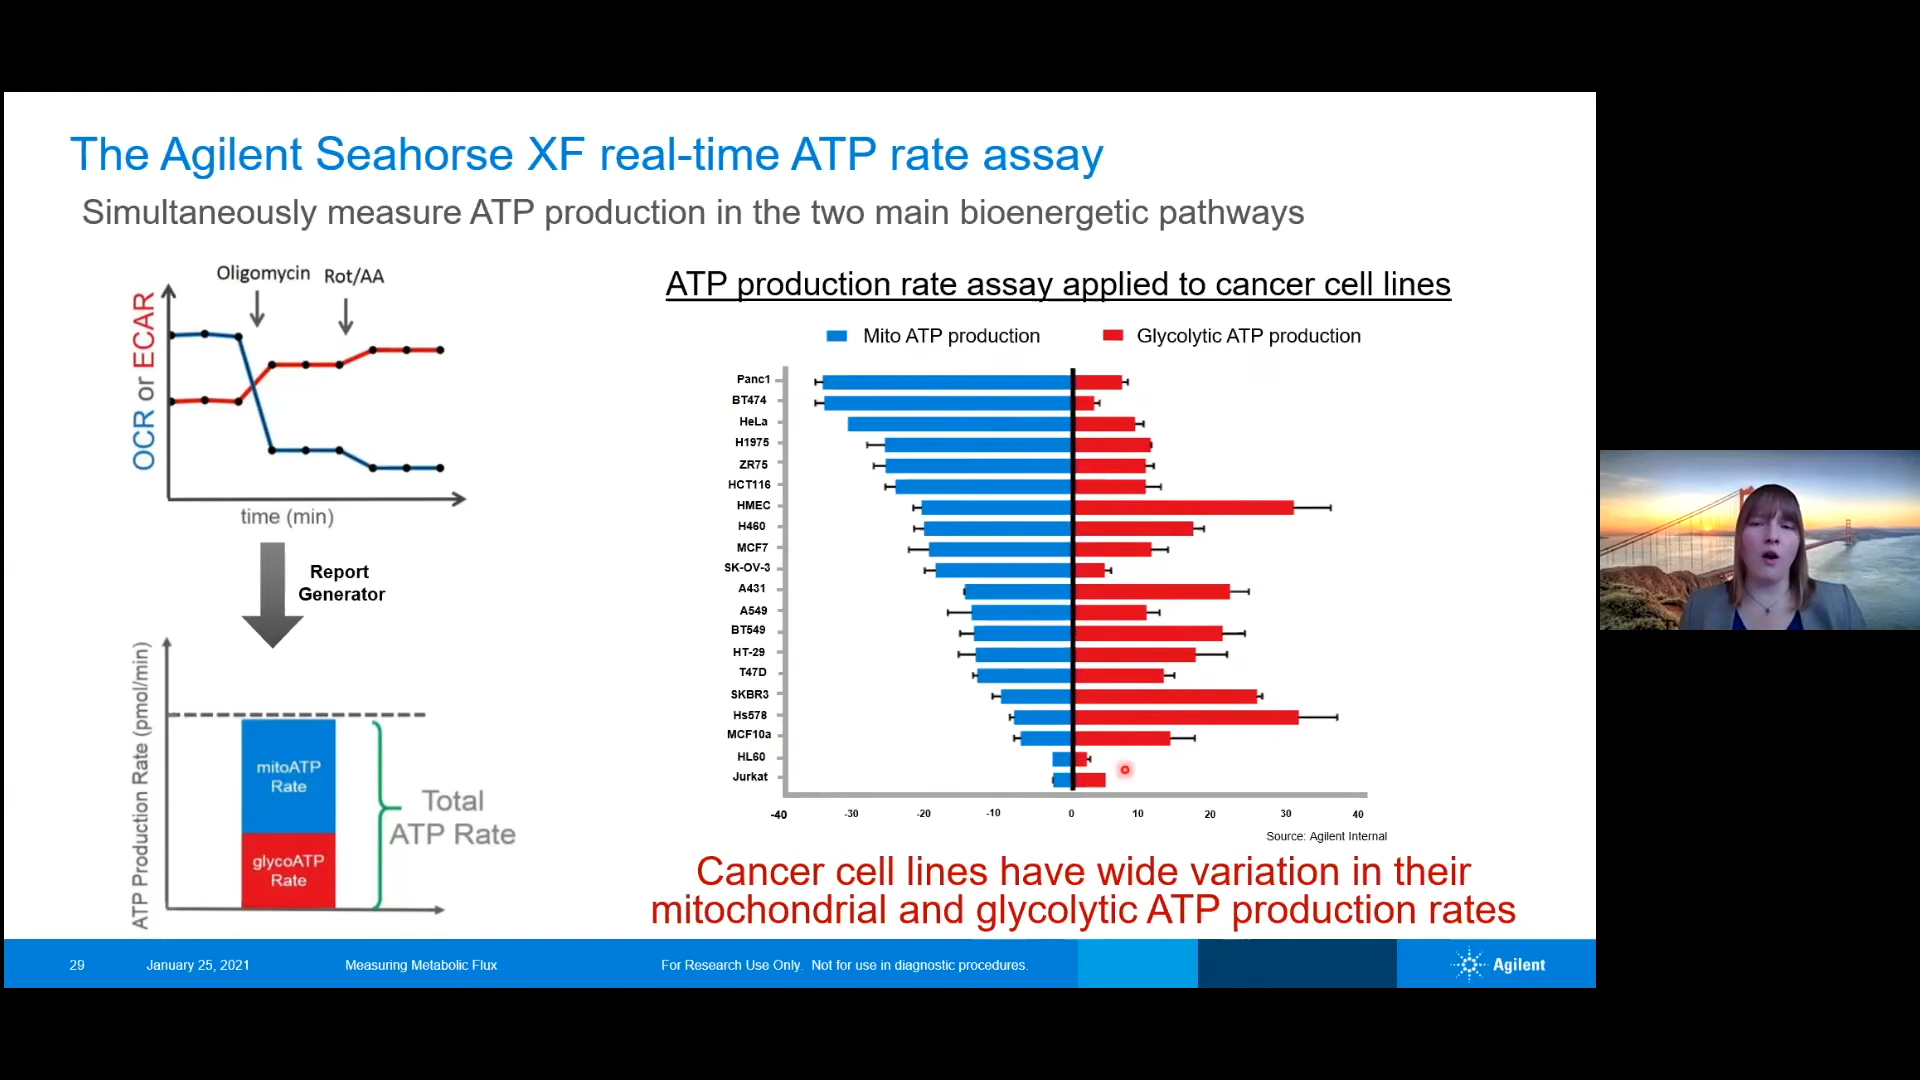 The Agilent Seahorse XF real-time ATP rate assay
Simultaneously measure ATP production in the two main bioenergetic pathways
Oligomycin
Rot/AA
OCR or ECAR
time (min)
Report
Generator
ATP Production Rate (pmol/min)
mitoATP
Rate
glycoATP
Rate
Total
ATP Rate
ATP production rate assay applied to cancer cell lines
Mito ATP production
Glycolytic ATP production
Panc1
BT474
HeLa
H1975
ZR75
HCT116
HMEC
H460
MCF7
SK-OV-3
A431
A549
BT549
HT-29
T47D
SKBR3
Hs578
MCF10a
HL60
Jurkat
-40 -30 -20 -10 0 10 20 30 40
Source: Agilent Internal
Cancer cell lines have wide variation in their
mitochondrial and glycolytic ATP production rates
29 January 25, 2021 Measuring Metabolic Flux For Research Use Only. Not for use in diagnostic procedures. Agilent